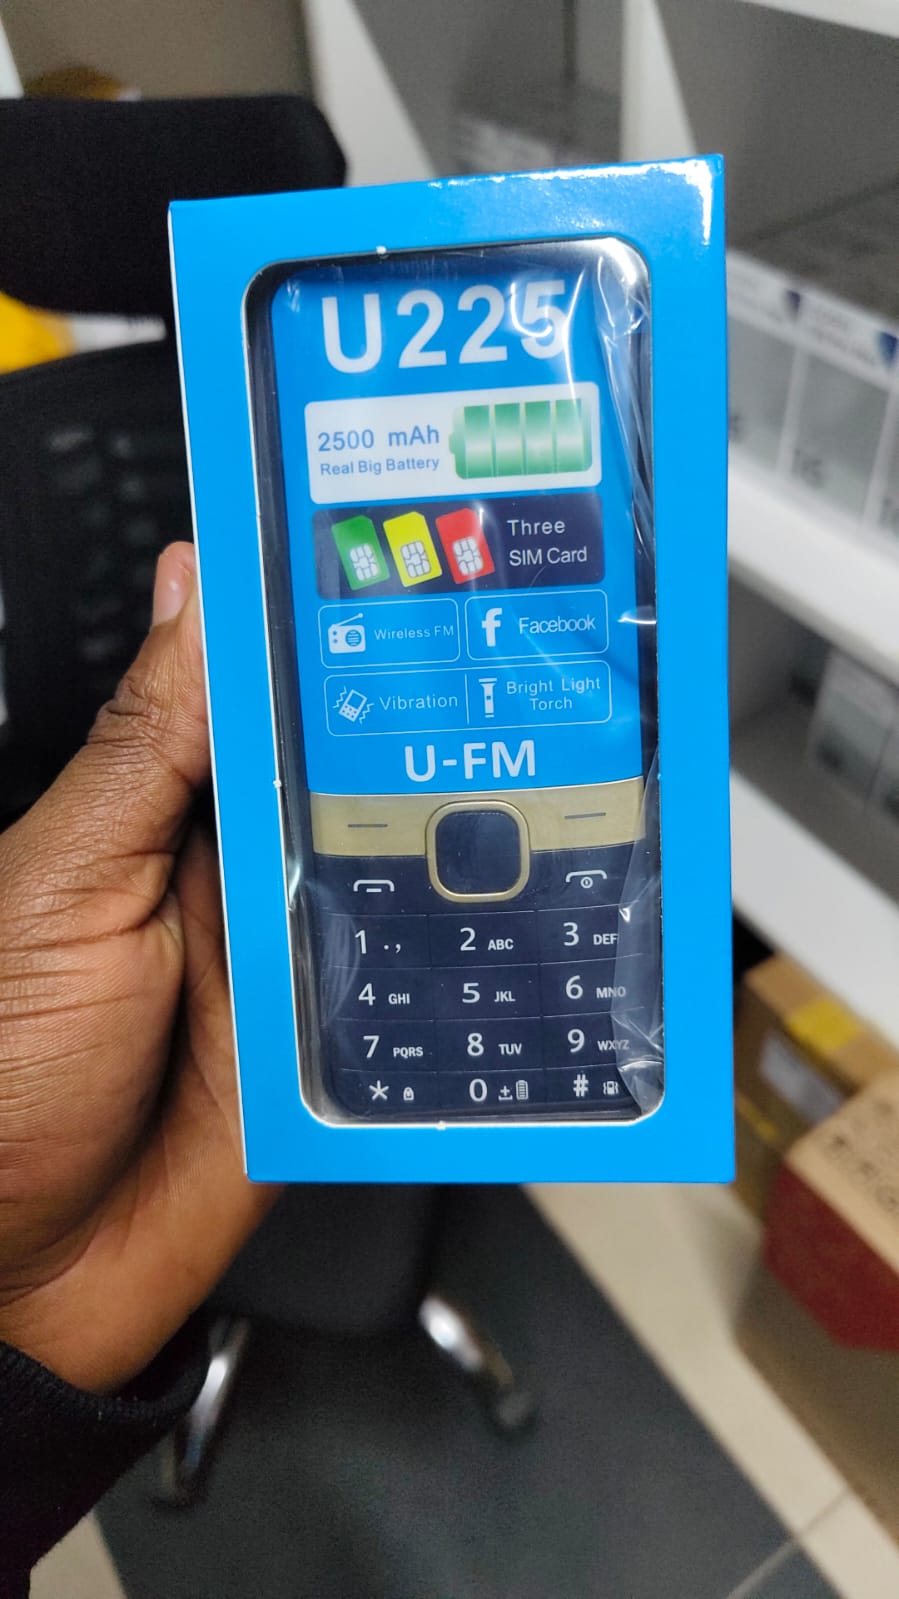 U225
2500 mAh
Real Big Battery
Three
SIM Card
Wireless FM
Facebook
Vibration
Bright Light
Torch
U-FM
1 .,
2 ABC
3 DEF
4 GHI
5 JKL
6 MNO
7 PQRS
8 TUV
9 WXYZ
*
0 +
#